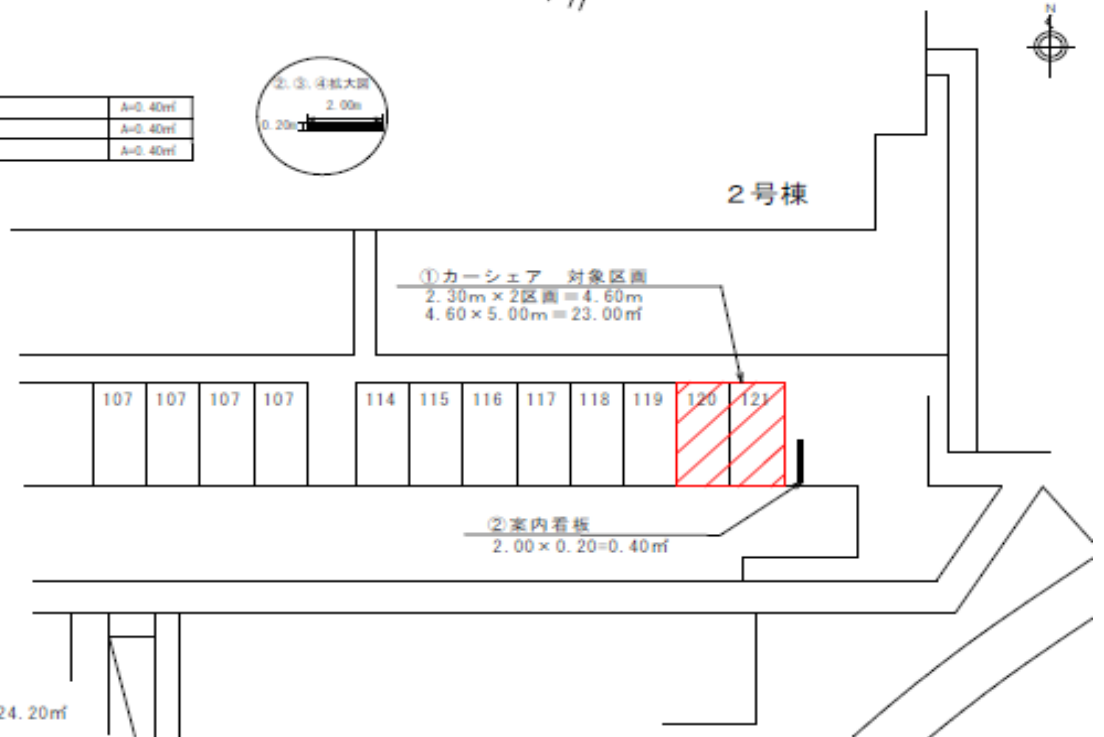 N
②、③、④拡大図
2.00m
0.20m
A=0.40㎡
A=0.40㎡
A=0.40㎡
2号棟
①カーシェア 対象区画
2.30m×2区画=4.60m
4.60×5.00m=23.00㎡
107 107 107 107 114 115 116 117 118 119 120 121
②案内看板
2.00×0.20=0.40㎡
24.20㎡